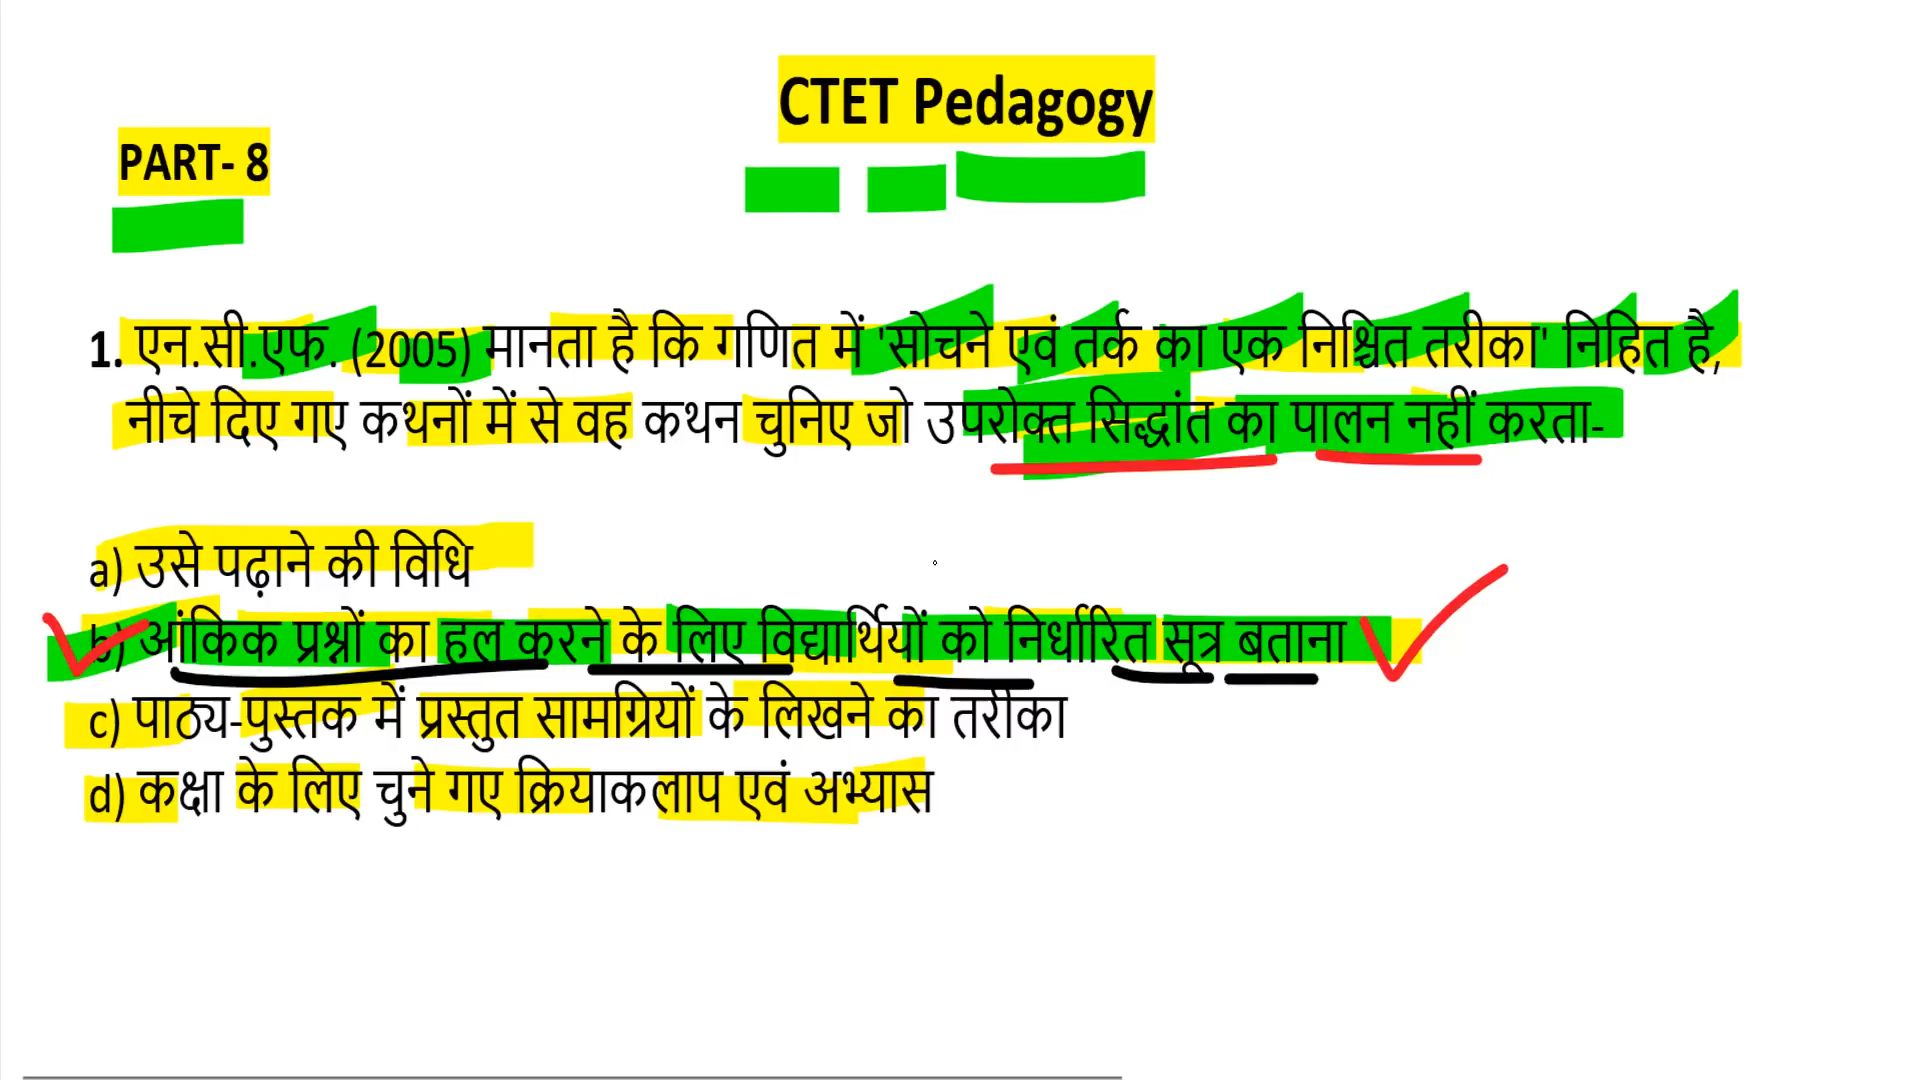 CTET Pedagogy
PART- 8
1. एन.सी.एफ. (2005) मानता है कि गणित में 'सोचने एवं तर्क का एक निश्चित तरीका' निहित है,
नीचे दिए गए कथनों में से वह कथन चुनिए जो उपरोक्त सिद्धांत का पालन नहीं करता-
a) उसे पढ़ाने की विधि
b) आंकिक प्रश्नों का हल करने के लिए विद्यार्थियों को निर्धारित सूत्र बताना
c) पाठ्य-पुस्तक में प्रस्तुत सामग्रियों के लिखने का तरीका
d) कक्षा के लिए चुने गए क्रियाकलाप एवं अभ्यास